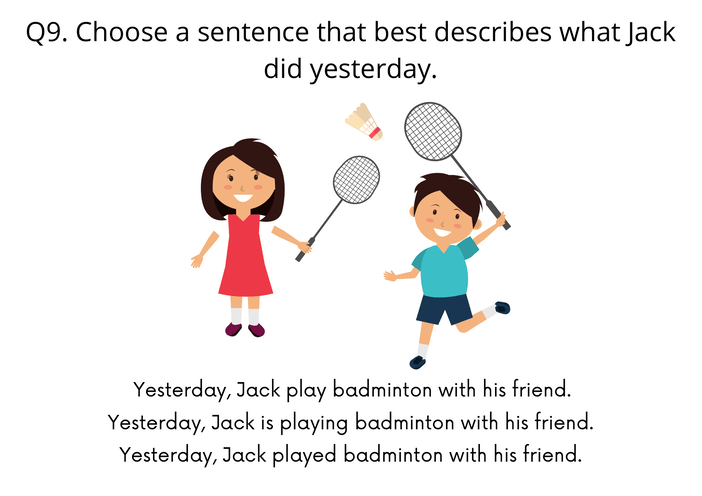 Q9. Choose a sentence that best describes what Jack
did yesterday.
Yesterday, Jack play badminton with his friend.
Yesterday, Jack is playing badminton with his friend.
Yesterday, Jack played badminton with his friend.